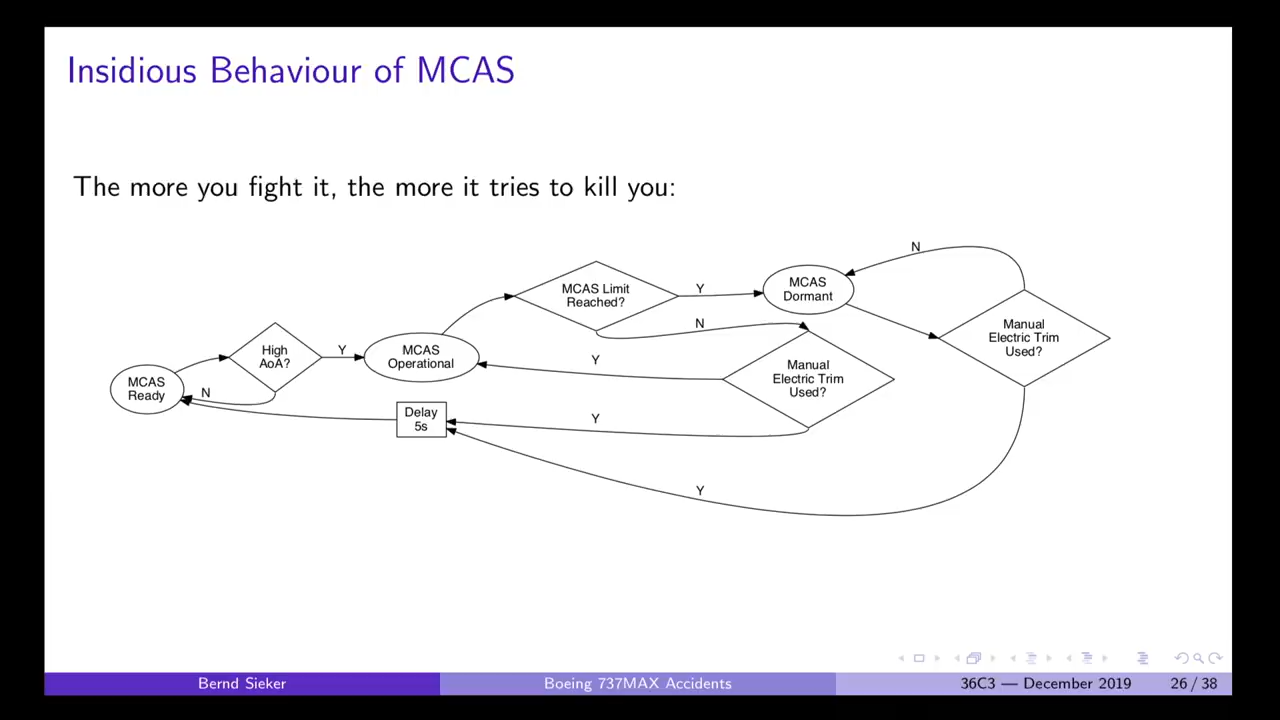 Insidious Behaviour of MCAS
The more you fight it, the more it tries to kill you:
N
MCAS Limit
Reached?
Y
MCAS
Dormant
Manual
Electric Trim
Used?
N
High
AoA?
Y
MCAS
Operational
Y
Manual
Electric Trim
Used?
MCAS
Ready
N
Delay
5s
Y
Y
Bernd Sieker
Boeing 737MAX Accidents
36C3 — December 2019
26 / 38